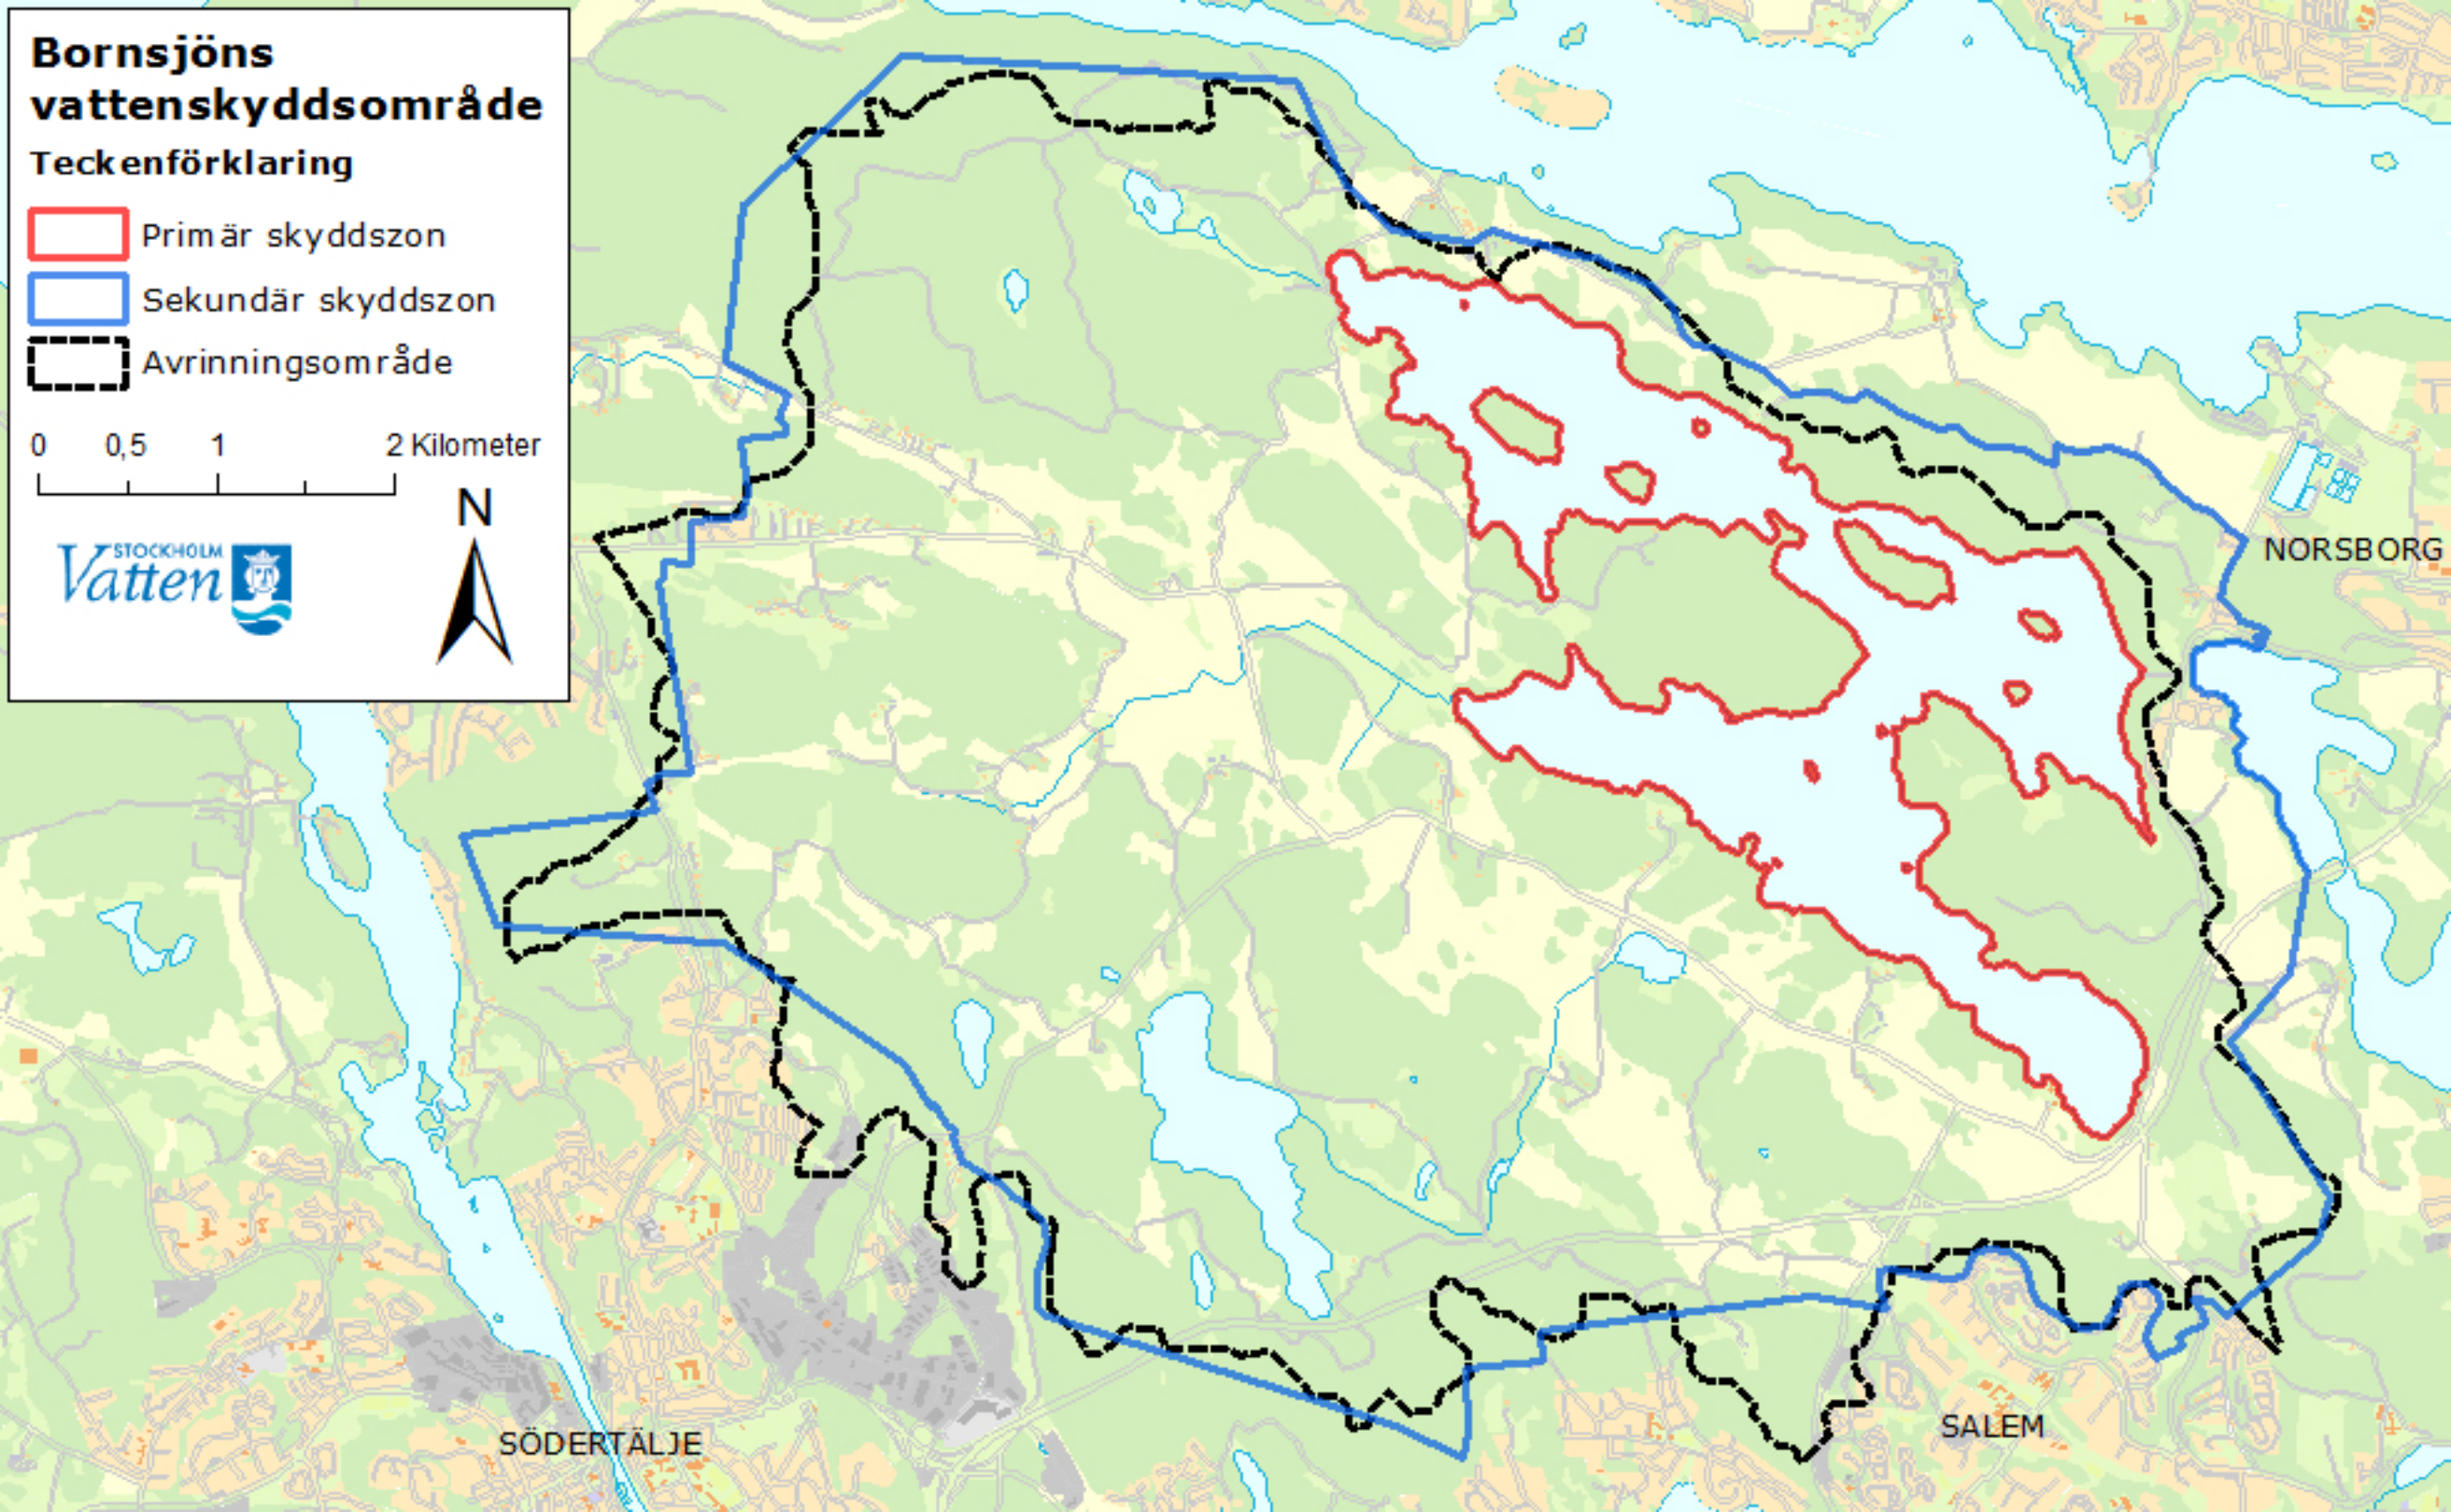 Bornsjöns
vattenskyddsområde
Teckenförklaring
Primär skyddszon
Sekundär skyddszon
Avrinningsområde
0 0,5 1 2 Kilometer
N
STOCKHOLM
Vatten
NORSBORG
SÖDERTÄLJE
SALEM